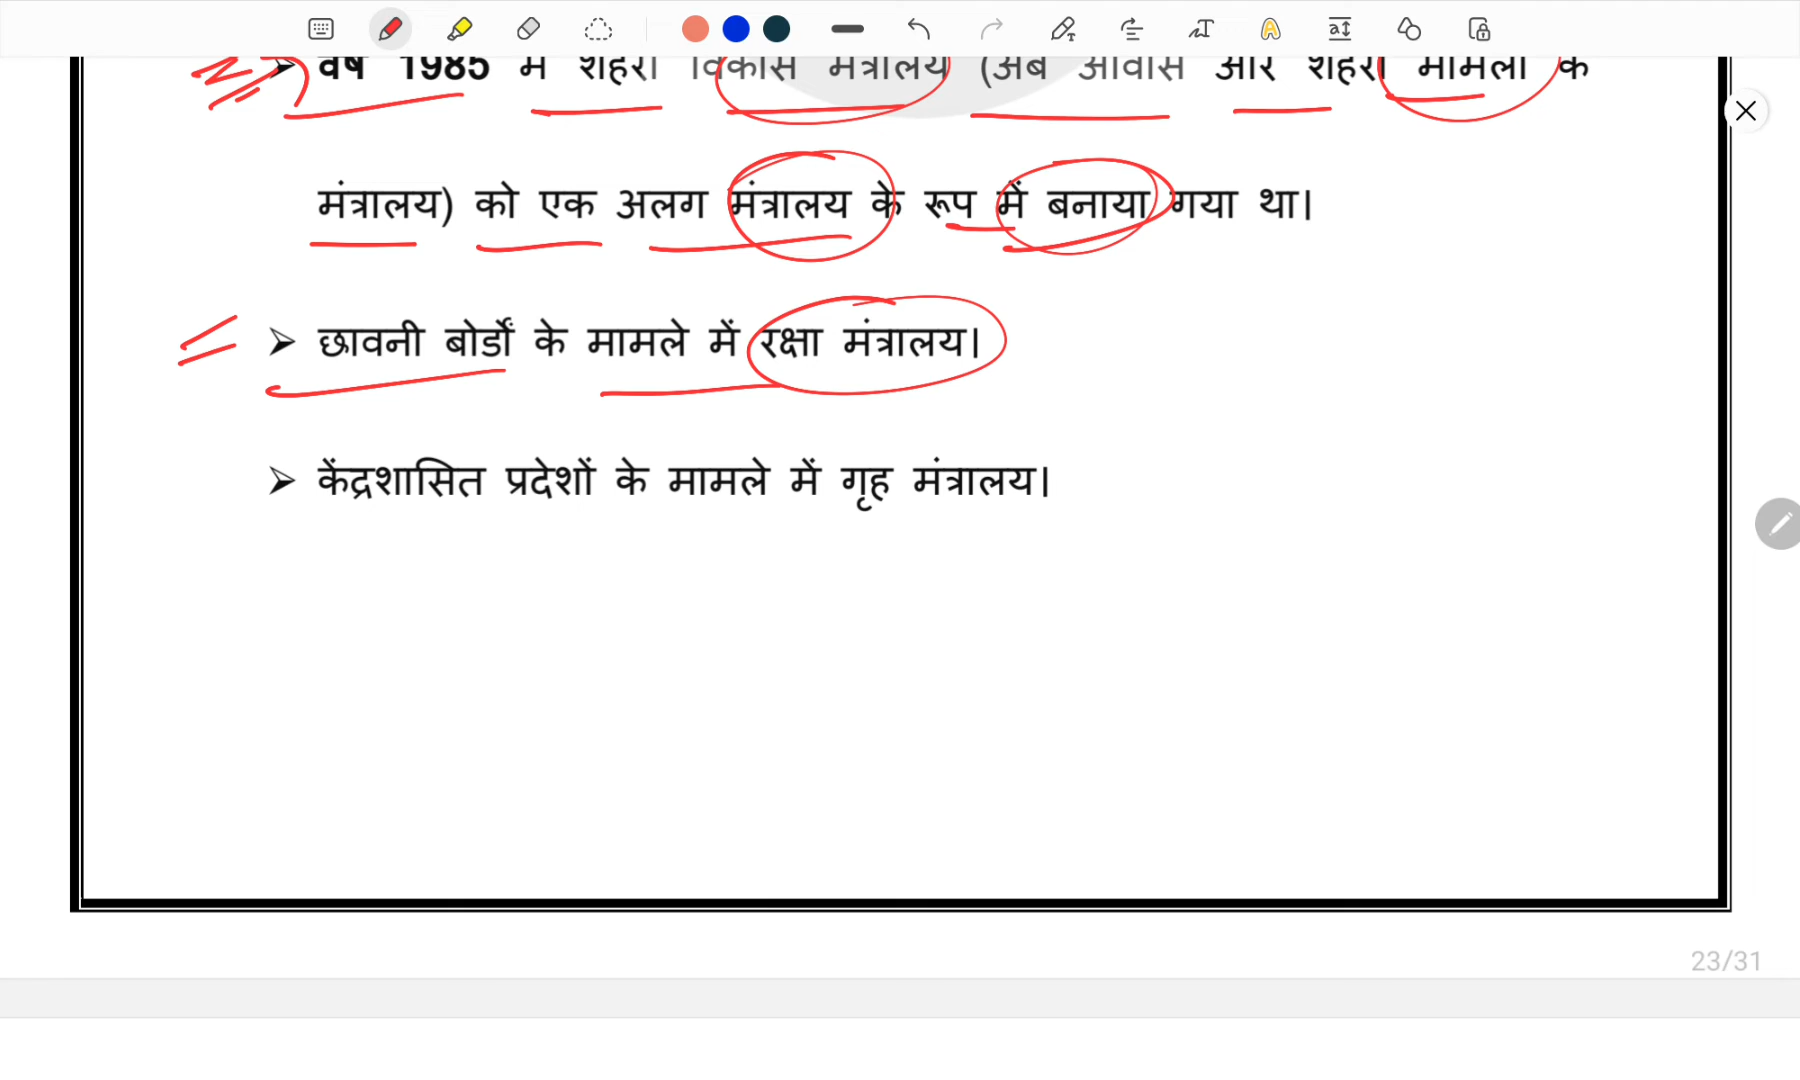 वर्ष 1985 में शहरी विकास मंत्रालय (अब आवास और शहरी मामलों के
मंत्रालय) को एक अलग मंत्रालय के रूप में बनाया गया था।
➢ छावनी बोर्डों के मामले में रक्षा मंत्रालय।
➢ केंद्रशासित प्रदेशों के मामले में गृह मंत्रालय।
23/31